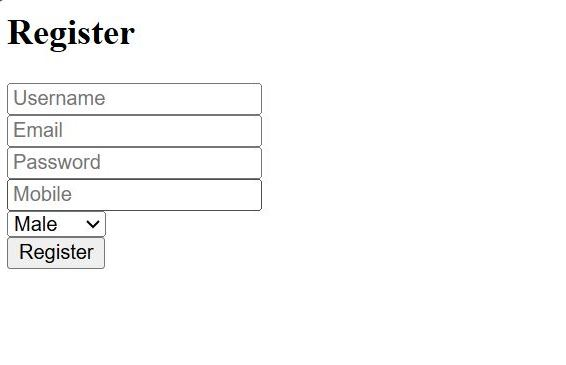 Register
Username
Email
Password
Mobile
Male
Register